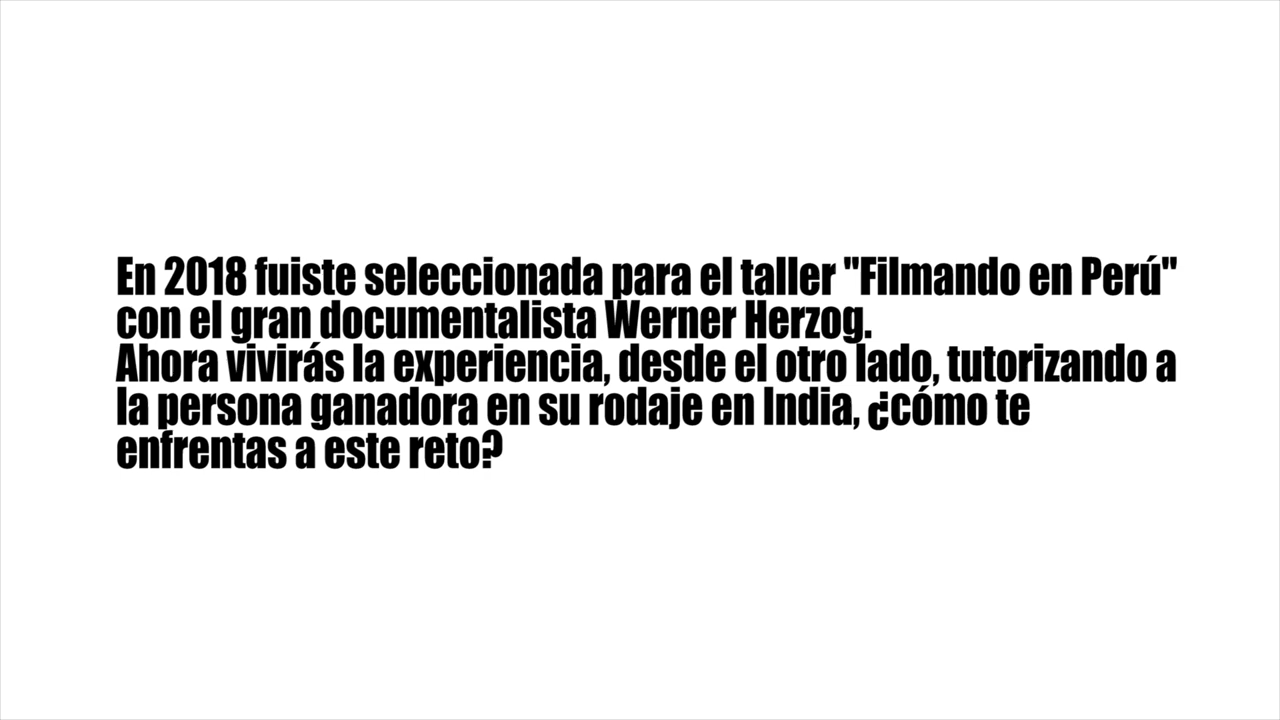 En 2018 fuiste seleccionada para el taller "Filmando en Perú"
con el gran documentalista Werner Herzog.
Ahora vivirás la experiencia, desde el otro lado, tutorizando a
la persona ganadora en su rodaje en India, ¿cómo te
enfrentas a este reto?